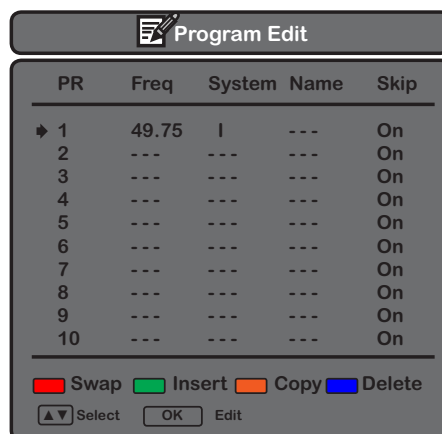 Program Edit
PR Freq System Name Skip
1 49.75 I - - - On
2 - - - - - - - - - On
3 - - - - - - - - - On
4 - - - - - - - - - On
5 - - - - - - - - - On
6 - - - - - - - - - On
7 - - - - - - - - - On
8 - - - - - - - - - On
9 - - - - - - - - - On
10 - - - - - - - - - On
Swap Insert Copy Delete
▲▼ Select OK Edit